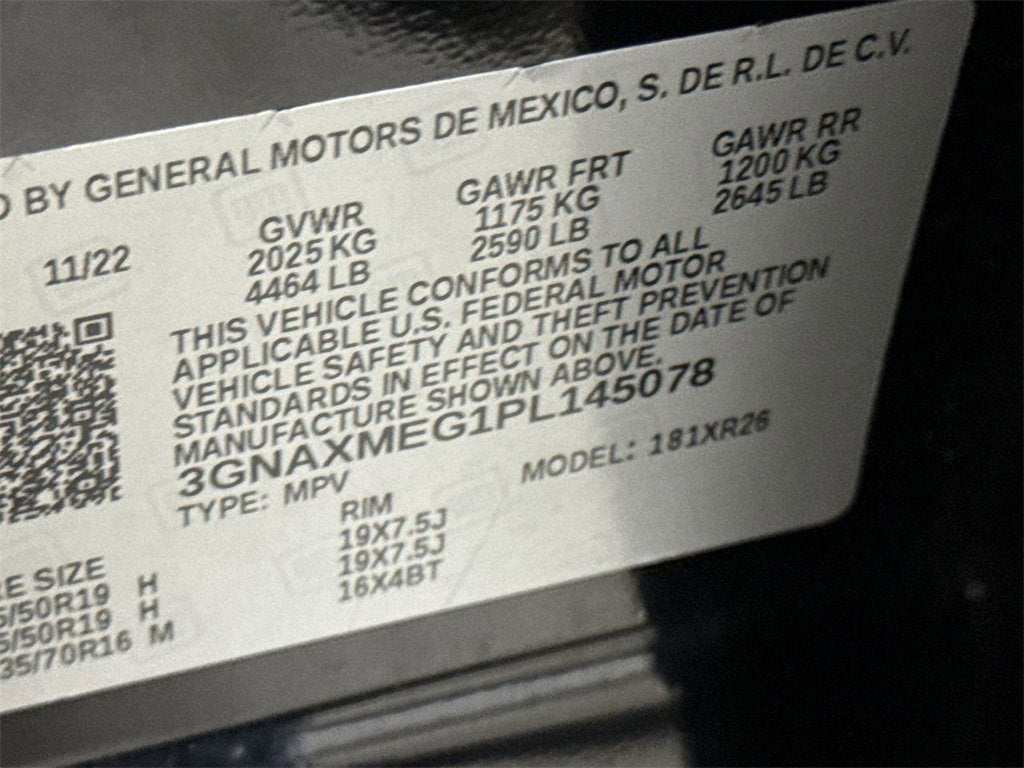 BY GENERAL MOTORS DE MEXICO, S. DE R.L. DE C.V.
11/22 GVWR GAWR FRT GAWR RR
2025 KG 1175 KG 1200 KG
4464 LB 2590 LB 2645 LB
THIS VEHICLE CONFORMS TO ALL
APPLICABLE U.S. FEDERAL MOTOR
VEHICLE SAFETY AND THEFT PREVENTION
STANDARDS IN EFFECT ON THE DATE OF
MANUFACTURE SHOWN ABOVE.
3GNAXMEG1PL145078
TYPE: MPV MODEL: 181XR26
RE SIZE RIM
5/50R19 H 19X7.5J
5/50R19 H 19X7.5J
35/70R16 M 16X4BT